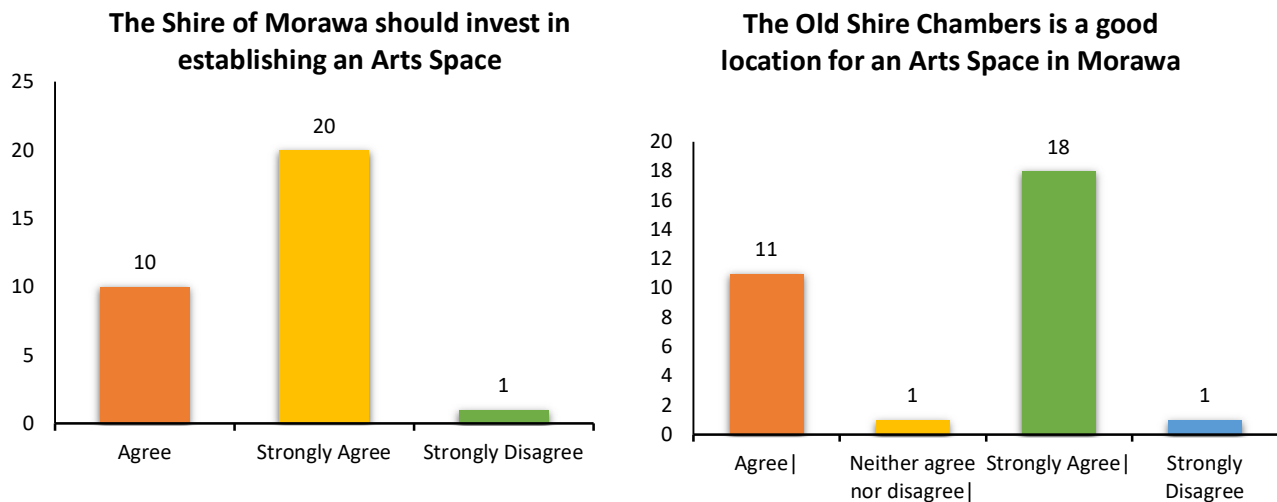 The Shire of Morawa should invest in
establishing an Arts Space
25
20
15
10
5
0
10
20
1
Agree
Strongly Agree
Strongly Disagree
The Old Shire Chambers is a good
location for an Arts Space in Morawa
20
18
16
14
12
10
8
6
4
2
0
11
1
18
1
Agree|
Neither agree
nor disagree|
Strongly Agree|
Strongly
Disagree